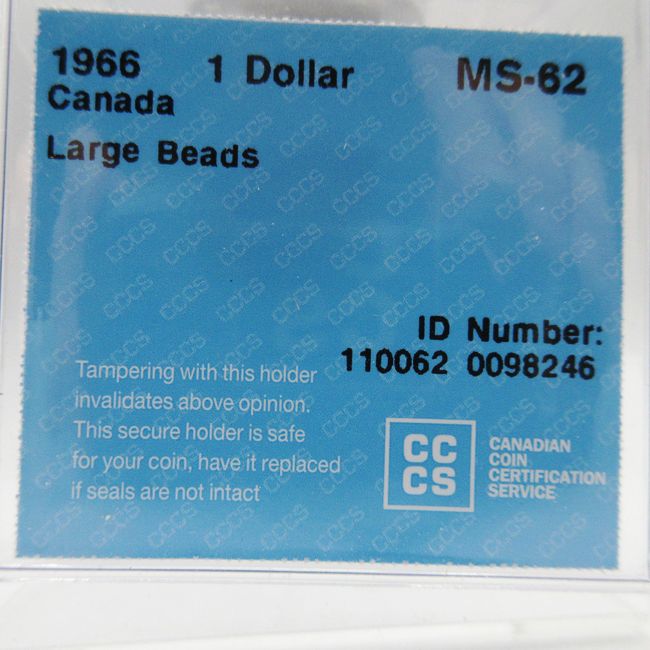 1966 1 Dollar MS-62
Canada
Large Beads
ID Number:
110062 0098246
Tampering with this holder
invalidates above opinion.
This secure holder is safe
for your coin, have it replaced
if seals are not intact
CC
CS
CANADIAN
COIN
CERTIFICATION
SERVICE